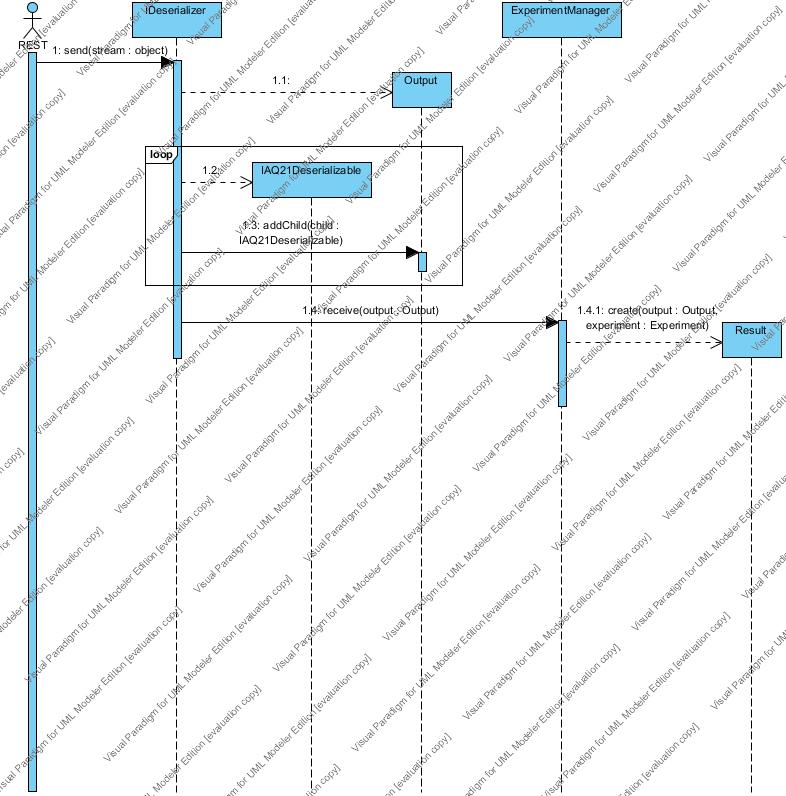 IDeserializer
ExperimentManager
REST
1: send(stream : object)
1.1:
Output
loop
1.2:
IAQ21Deserializable
1.3: addChild(child :
IAQ21Deserializable)
1.4: receive(output : Output)
1.4.1: create(output : Output,
experiment : Experiment)
Result
Visual Paradigm for UML Modeler Edition [evaluation copy]